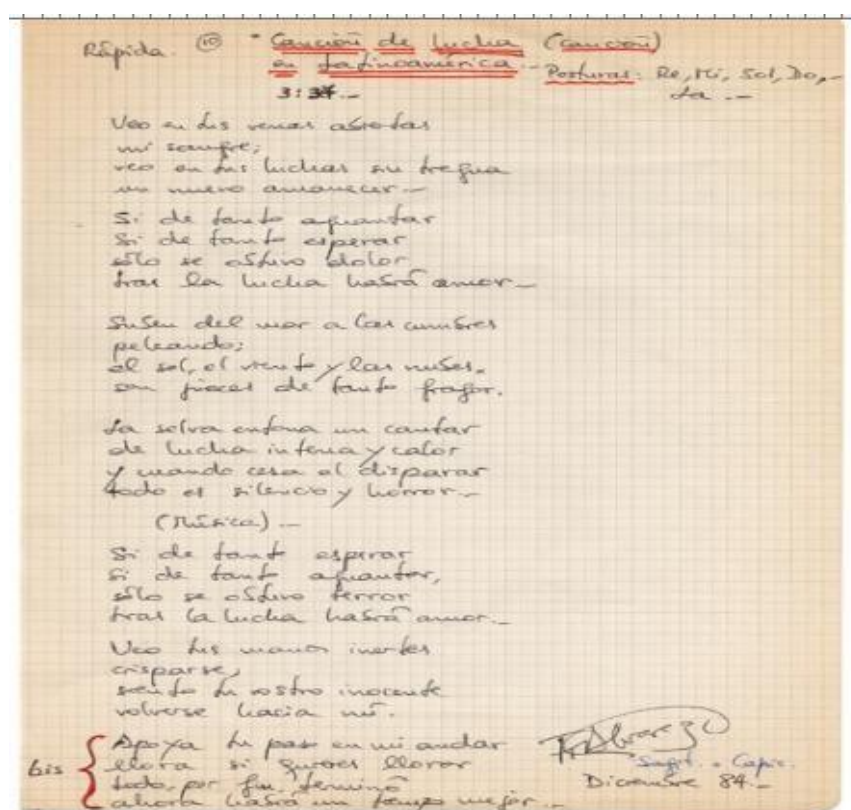 Rápida. ⑩ "Canción de lucha (canción)
en Latinoamérica.- Posturas: Re, Mi, Sol, Do,-
3:34.- La.-
Veo en tus venas abiertas
mi sangre;
veo en tus luchas sin tregua
un nuevo amanecer.-
Si de tanto aguantar
Si de tanto esperar
sólo se obtuvo dolor
tras la lucha habrá amor.-
Suben del mar a las cumbres
peleando;
el sol, el viento y las nubes,
son jueces de tanto fragor.
La selva entona un cantar
de lucha intensa y calor
y cuando cesa el disparar
todo es silencio y horror.-
(Música).-
Si de tanto esperar
Si de tanto aguantar,
sólo se obtuvo terror
tras la lucha habrá amor.-
Veo tus manos inertes
crisparse,
siento tu rostro inocente
volverse hacia mí.
Apoya tu paso en mi andar
bis llora si quieres llorar
todo, por fin, terminó
ahora habrá un tiempo mejor.-
Sagit. - Capric.
Diciembre 84.-